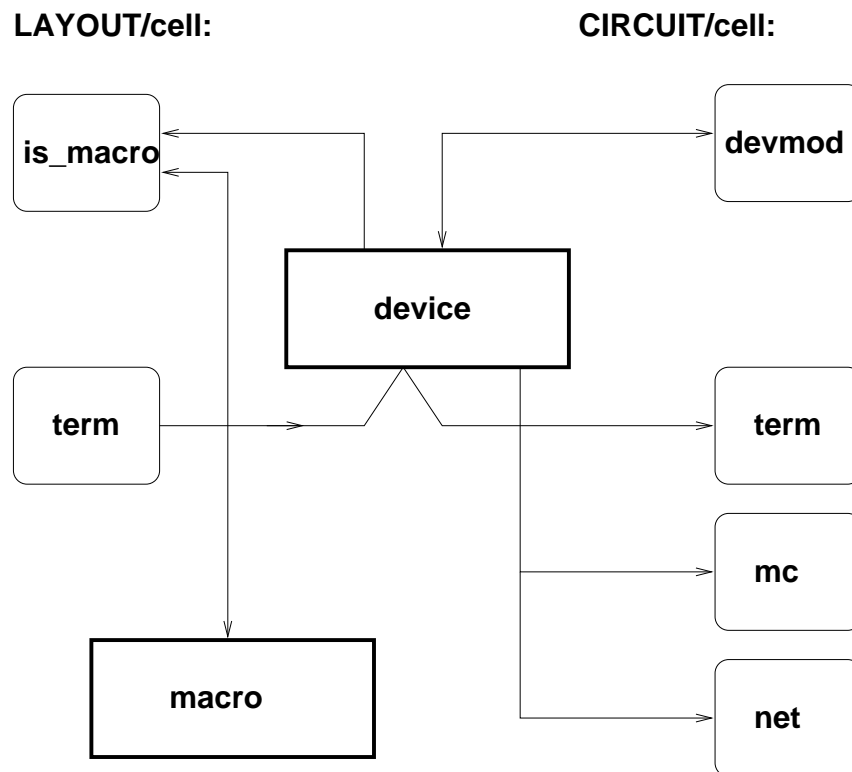 LAYOUT/cell:
CIRCUIT/cell:
is_macro
devmod
device
term
term
mc
macro
net